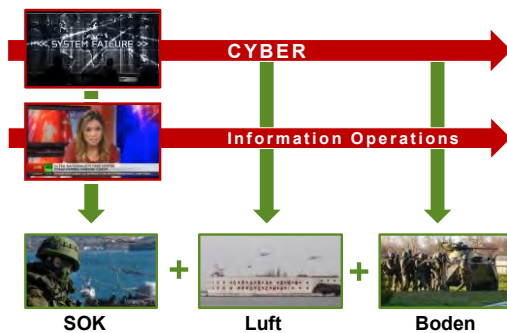 << SYSTEM FAILURE >>
CYBER
Information Operations
+
+
SOK
Luft
Boden